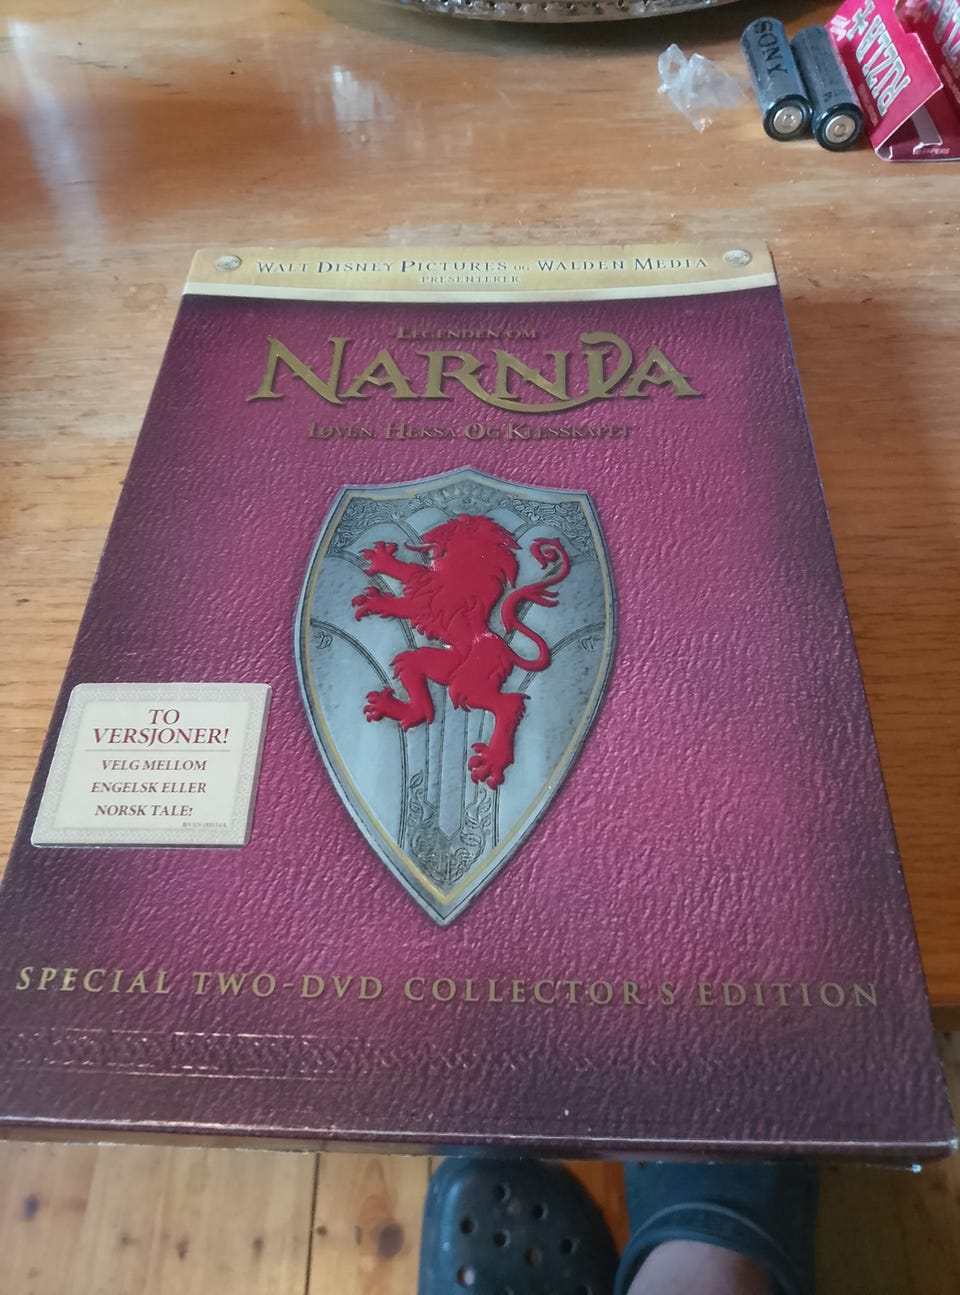 SONY
RIZLA+
WALT DISNEY PICTURES OG WALDEN MEDIA
PRESENTERER
LEGENDEN OM
NARNIA
LØVEN, HEKSA OG KLESSKAPET
TO
VERSJONER!
VELG MELLOM
ENGELSK ELLER
NORSK TALE!
SPECIAL TWO-DVD COLLECTOR'S EDITION